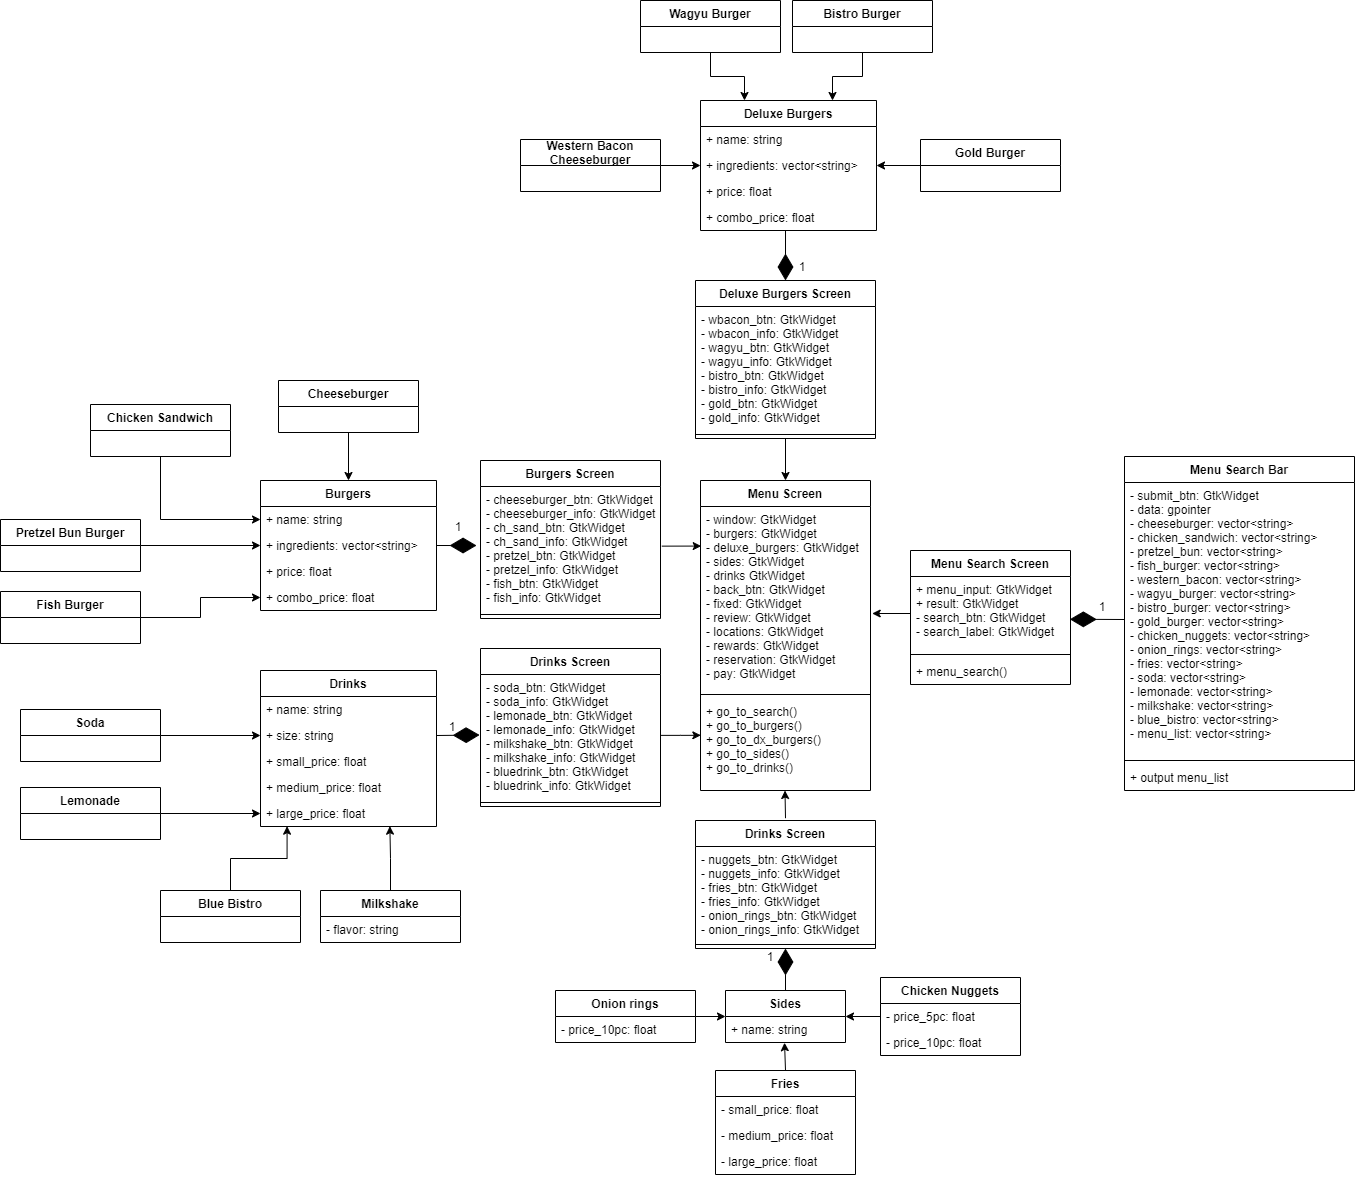 Wagyu Burger
Bistro Burger
Deluxe Burgers
+ name: string
+ ingredients: vector<string>
+ price: float
+ combo_price: float
Western Bacon
Cheeseburger
Gold Burger
1
Deluxe Burgers Screen
- wbacon_btn: GtkWidget
- wbacon_info: GtkWidget
- wagyu_btn: GtkWidget
- wagyu_info: GtkWidget
- bistro_btn: GtkWidget
- bistro_info: GtkWidget
- gold_btn: GtkWidget
- gold_info: GtkWidget
Cheeseburger
Chicken Sandwich
Pretzel Bun Burger
Fish Burger
Burgers
+ name: string
+ ingredients: vector<string>
+ price: float
+ combo_price: float
1
Burgers Screen
- cheeseburger_btn: GtkWidget
- cheeseburger_info: GtkWidget
- ch_sand_btn: GtkWidget
- ch_sand_info: GtkWidget
- pretzel_btn: GtkWidget
- pretzel_info: GtkWidget
- fish_btn: GtkWidget
- fish_info: GtkWidget
Menu Screen
- window: GtkWidget
- burgers: GtkWidget
- deluxe_burgers: GtkWidget
- sides: GtkWidget
- drinks GtkWidget
- back_btn: GtkWidget
- fixed: GtkWidget
- review: GtkWidget
- locations: GtkWidget
- rewards: GtkWidget
- reservation: GtkWidget
- pay: GtkWidget
+ go_to_search()
+ go_to_burgers()
+ go_to_dx_burgers()
+ go_to_sides()
+ go_to_drinks()
Menu Search Screen
+ menu_input: GtkWidget
+ result: GtkWidget
- search_btn: GtkWidget
- search_label: GtkWidget
+ menu_search()
1
Menu Search Bar
- submit_btn: GtkWidget
- data: gpointer
- cheeseburger: vector<string>
- chicken_sandwich: vector<string>
- pretzel_bun: vector<string>
- fish_burger: vector<string>
- western_bacon: vector<string>
- wagyu_burger: vector<string>
- bistro_burger: vector<string>
- gold_burger: vector<string>
- chicken_nuggets: vector<string>
- onion_rings: vector<string>
- fries: vector<string>
- soda: vector<string>
- lemonade: vector<string>
- milkshake: vector<string>
- blue_bistro: vector<string>
- menu_list: vector<string>
+ output menu_list
Soda
Lemonade
Drinks
+ name: string
+ size: string
+ small_price: float
+ medium_price: float
+ large_price: float
Blue Bistro
Milkshake
- flavor: string
1
Drinks Screen
- soda_btn: GtkWidget
- soda_info: GtkWidget
- lemonade_btn: GtkWidget
- lemonade_info: GtkWidget
- milkshake_btn: GtkWidget
- milkshake_info: GtkWidget
- bluedrink_btn: GtkWidget
- bluedrink_info: GtkWidget
Drinks Screen
- nuggets_btn: GtkWidget
- nuggets_info: GtkWidget
- fries_btn: GtkWidget
- fries_info: GtkWidget
- onion_rings_btn: GtkWidget
- onion_rings_info: GtkWidget
1
Onion rings
- price_10pc: float
Sides
+ name: string
Chicken Nuggets
- price_5pc: float
- price_10pc: float
Fries
- small_price: float
- medium_price: float
- large_price: float